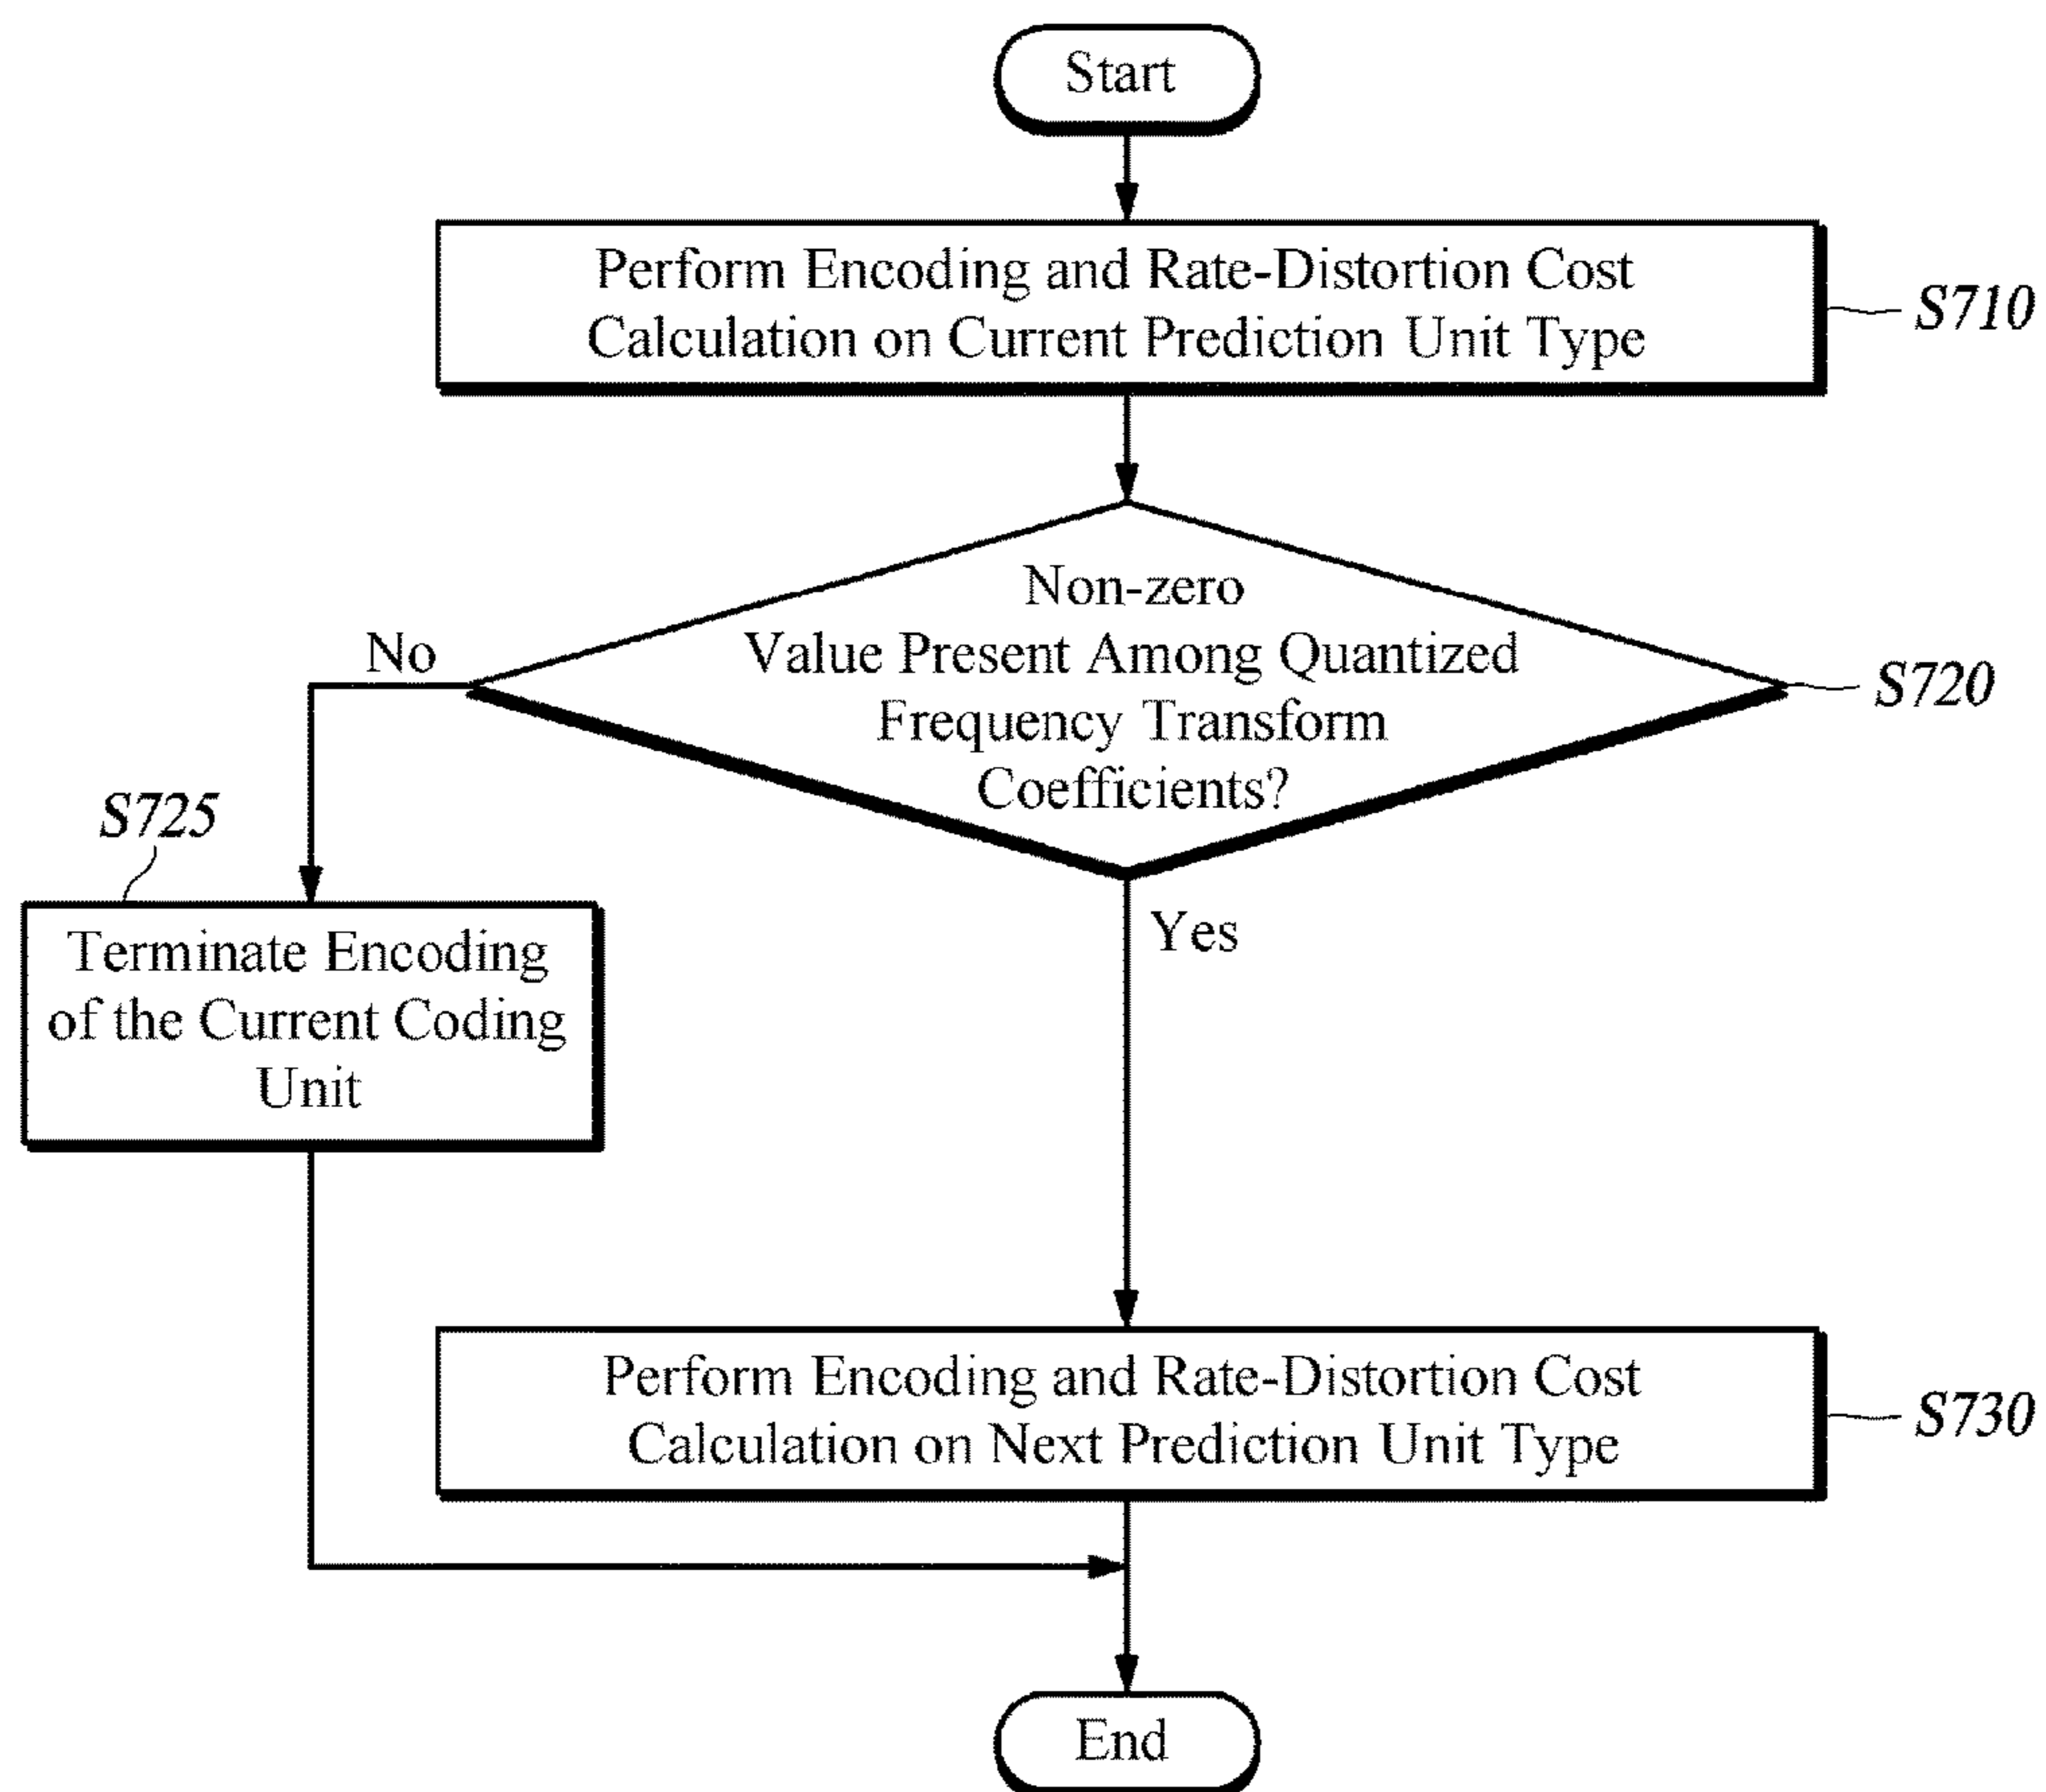 Start
Perform Encoding and Rate-Distortion Cost
Calculation on Current Prediction Unit Type
S710
Non-zero
Value Present Among Quantized
Frequency Transform
Coefficients?
S720
No
S725
Terminate Encoding
of the Current Coding
Unit
Yes
Perform Encoding and Rate-Distortion Cost
Calculation on Next Prediction Unit Type
S730
End